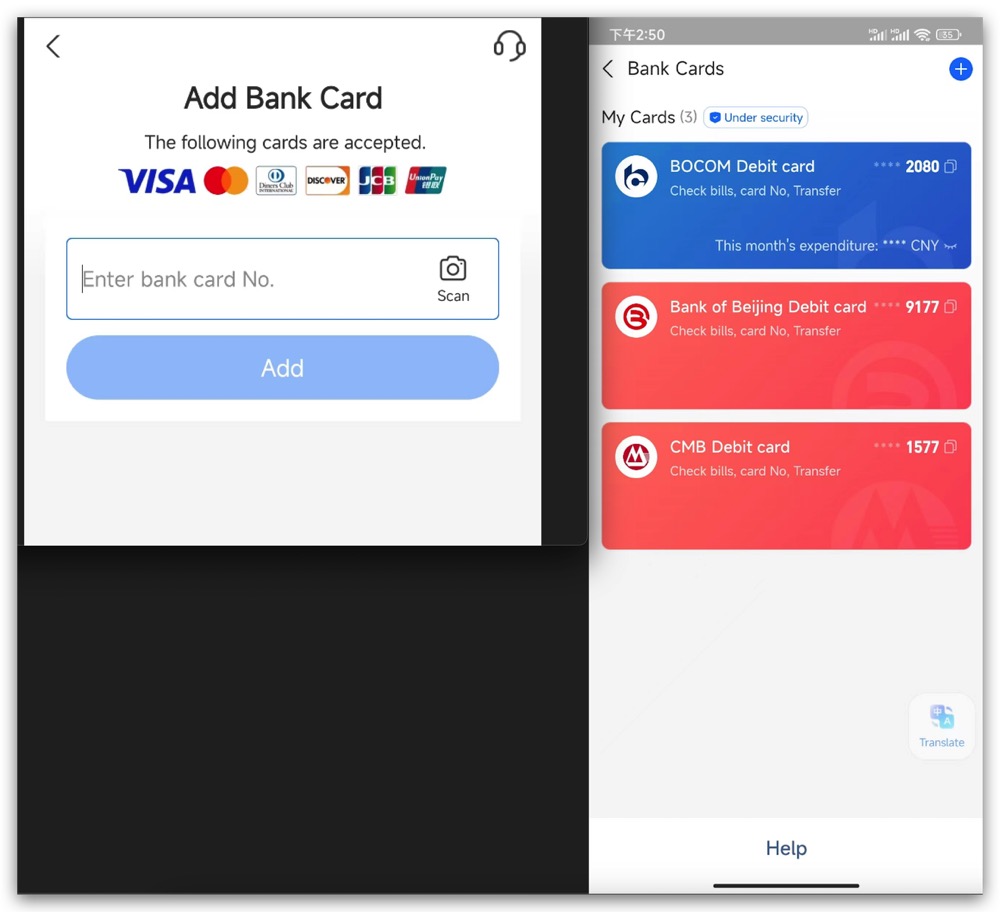 Add Bank Card
The following cards are accepted.
VISA
Diners Club
INTERNATIONAL
DISCOVER
JCB
UnionPay
银联
Enter bank card No.
Scan
Add
下午2:50
HD HD 35
Bank Cards
My Cards (3) Under security
BOCOM Debit card **** 2080
Check bills, card No, Transfer
This month's expenditure: **** CNY
Bank of Beijing Debit card **** 9177
Check bills, card No, Transfer
CMB Debit card **** 1577
Check bills, card No, Transfer
中 A
Translate
Help